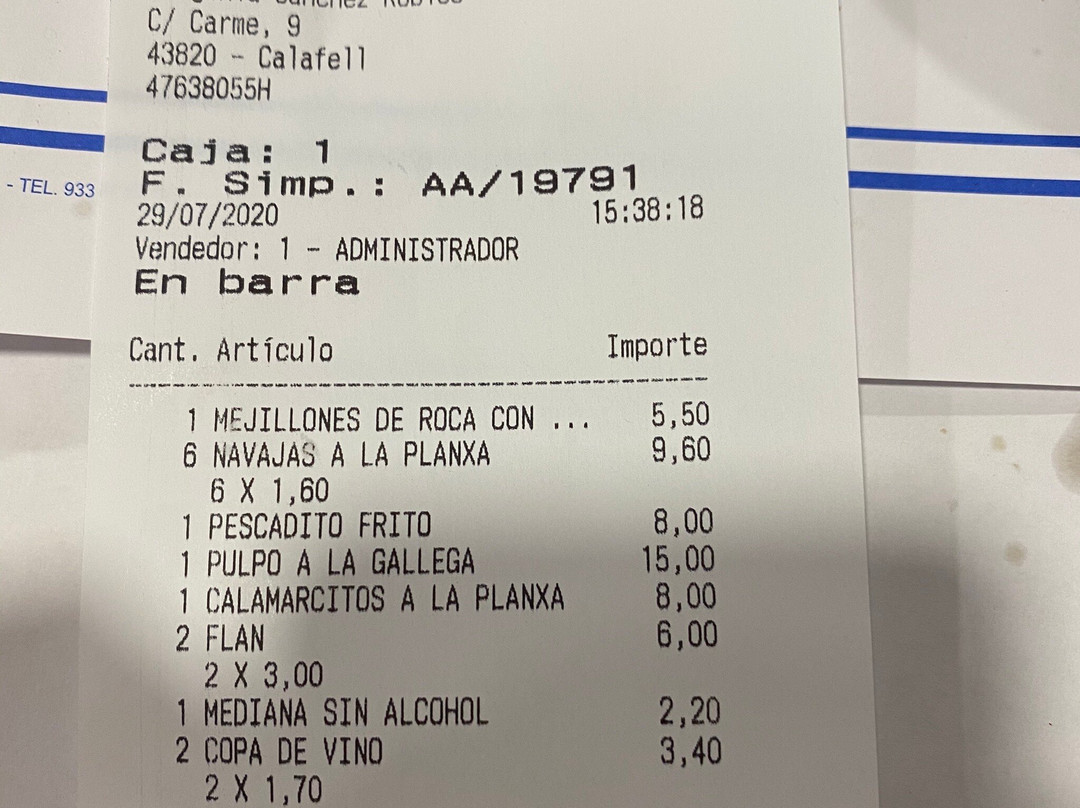 C/ Carme, 9
43820 - Calafell
47638055H
Caja: 1
F. Simp.: AA/19791
- TEL. 933
29/07/2020 15:38:18
Vendedor: 1 - ADMINISTRADOR
En barra
Cant. Artículo Importe
1 MEJILLONES DE ROCA CON ... 5,50
6 NAVAJAS A LA PLANXA 9,60
6 X 1,60
1 PESCADITO FRITO 8,00
1 PULPO A LA GALLEGA 15,00
1 CALAMARCITOS A LA PLANXA 8,00
2 FLAN 6,00
2 X 3,00
1 MEDIANA SIN ALCOHOL 2,20
2 COPA DE VINO 3,40
2 X 1,70